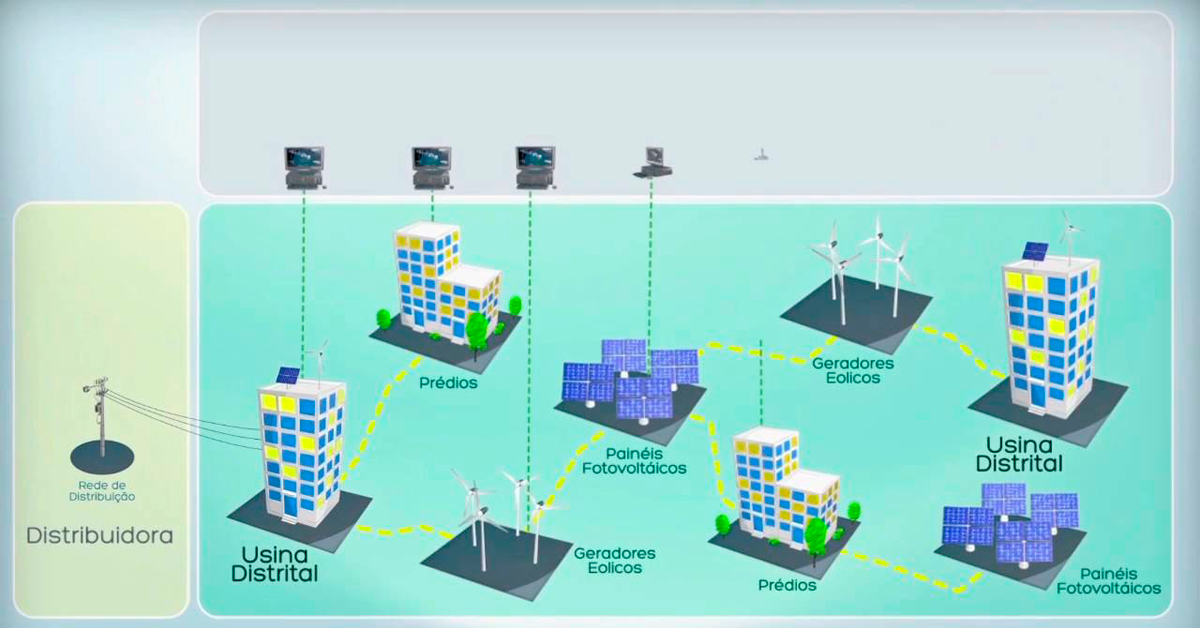 Rede de
Distribuição
Distribuidora
Usina
Distrital
Prédios
Geradores
Eolicos
Painéis
Fotovoltáicos
Prédios
Geradores
Eolicos
Usina
Distrital
Painéis
Fotovoltáicos